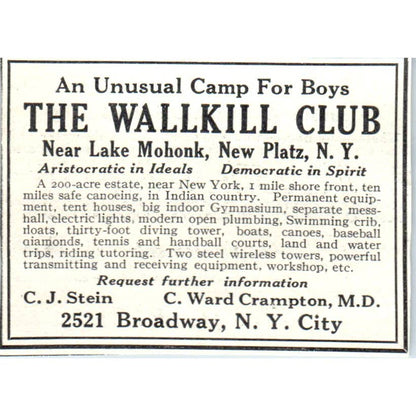 An Unusual Camp For Boys
THE WALLKILL CLUB
Near Lake Mohonk, New Platz, N. Y.
Aristocratic in Ideals Democratic in Spirit
A 200-acre estate, near New York, 1 mile shore front, ten
miles safe canoeing, in Indian country. Permanent equip-
ment, tent houses, big indoor Gymnasium, separate mess-
hall, electric lights, modern open plumbing, Swimming crib,
floats, thirty-foot diving tower, boats, canoes, baseball
diamonds, tennis and handball courts, land and water
trips, riding tutoring. Two steel wireless towers, powerful
transmitting and receiving equipment, workshop, etc.
Request further information
C. J. Stein C. Ward Crampton, M.D.
2521 Broadway, N. Y. City